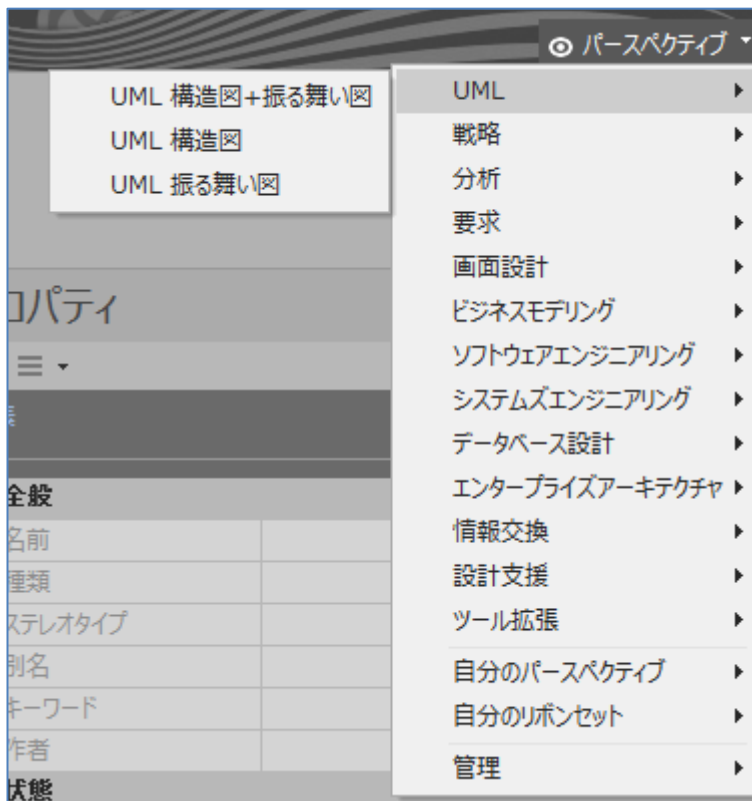 パースペクティブ
UML 構造図+振る舞い図
UML 構造図
UML 振る舞い図
UML
戦略
分析
要求
画面設計
ビジネスモデリング
ソフトウェアエンジニアリング
システムズエンジニアリング
データベース設計
エンタープライズアーキテクチャ
情報交換
設計支援
ツール拡張
自分のパースペクティブ
自分のリボンセット
管理
ロパティ
全般
名前
種類
ステレオタイプ
別名
キーワード
作者
状態